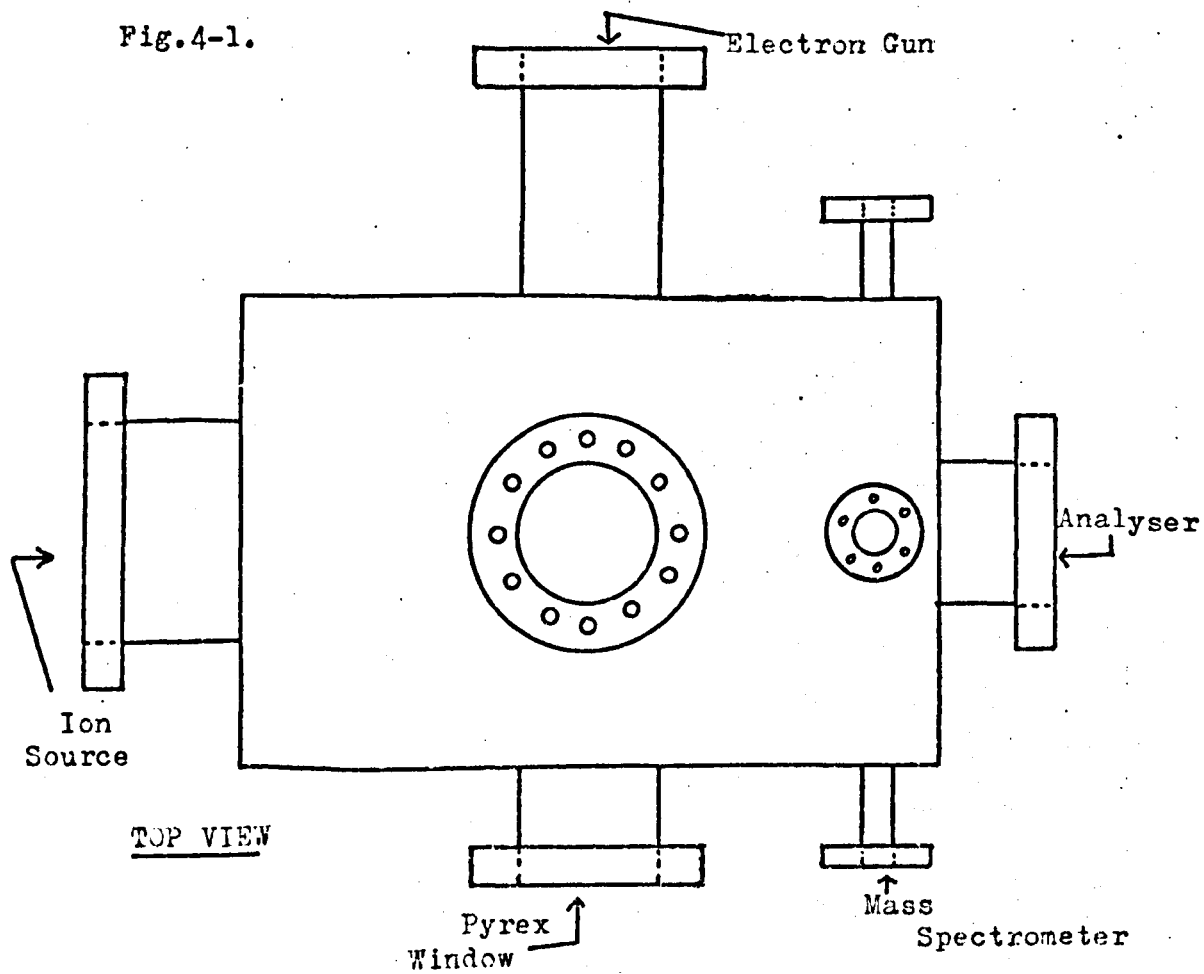 Fig.4-1.
Electron Gun
Analyser
Ion
Source
TOP VIEW
Pyrex
Window
Mass
Spectrometer